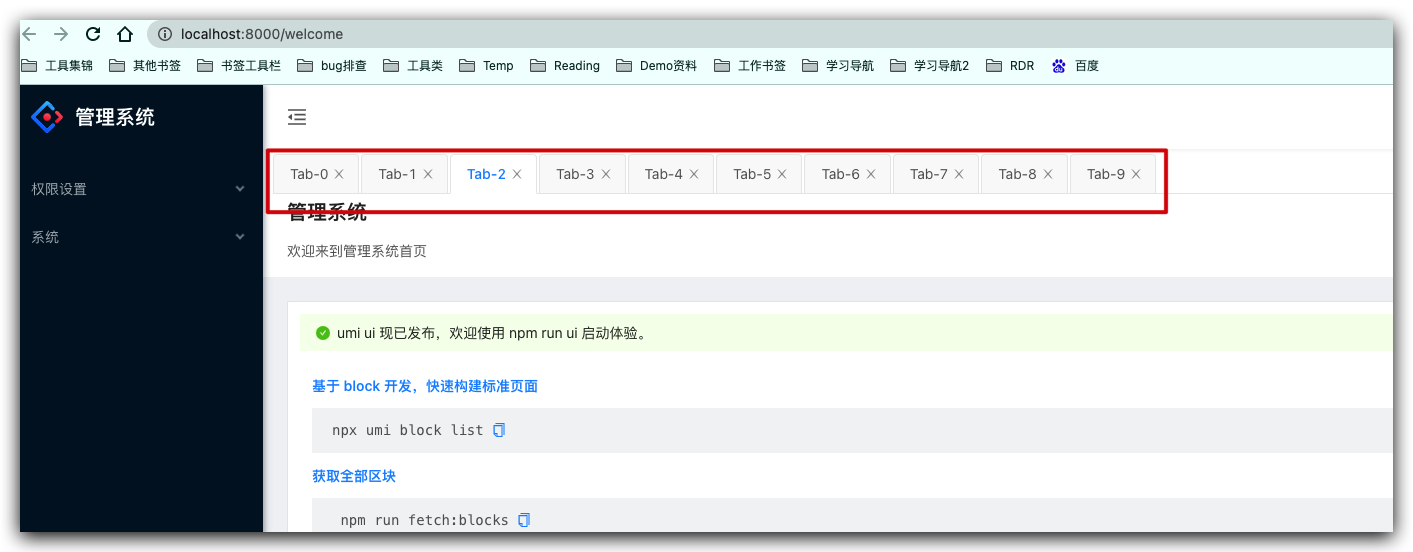 localhost:8000/welcome
工具集锦 其他书签 书签工具栏 bug排查 工具类 Temp Reading Demo资料 工作书签 学习导航 学习导航2 RDR 百度
管理系统
权限设置
系统
Tab-0 Tab-1 Tab-2 Tab-3 Tab-4 Tab-5 Tab-6 Tab-7 Tab-8 Tab-9
管理系统
欢迎来到管理系统首页
umi ui 现已发布，欢迎使用 npm run ui 启动体验。
基于 block 开发，快速构建标准页面
npx umi block list
获取全部区块
npm run fetch:blocks